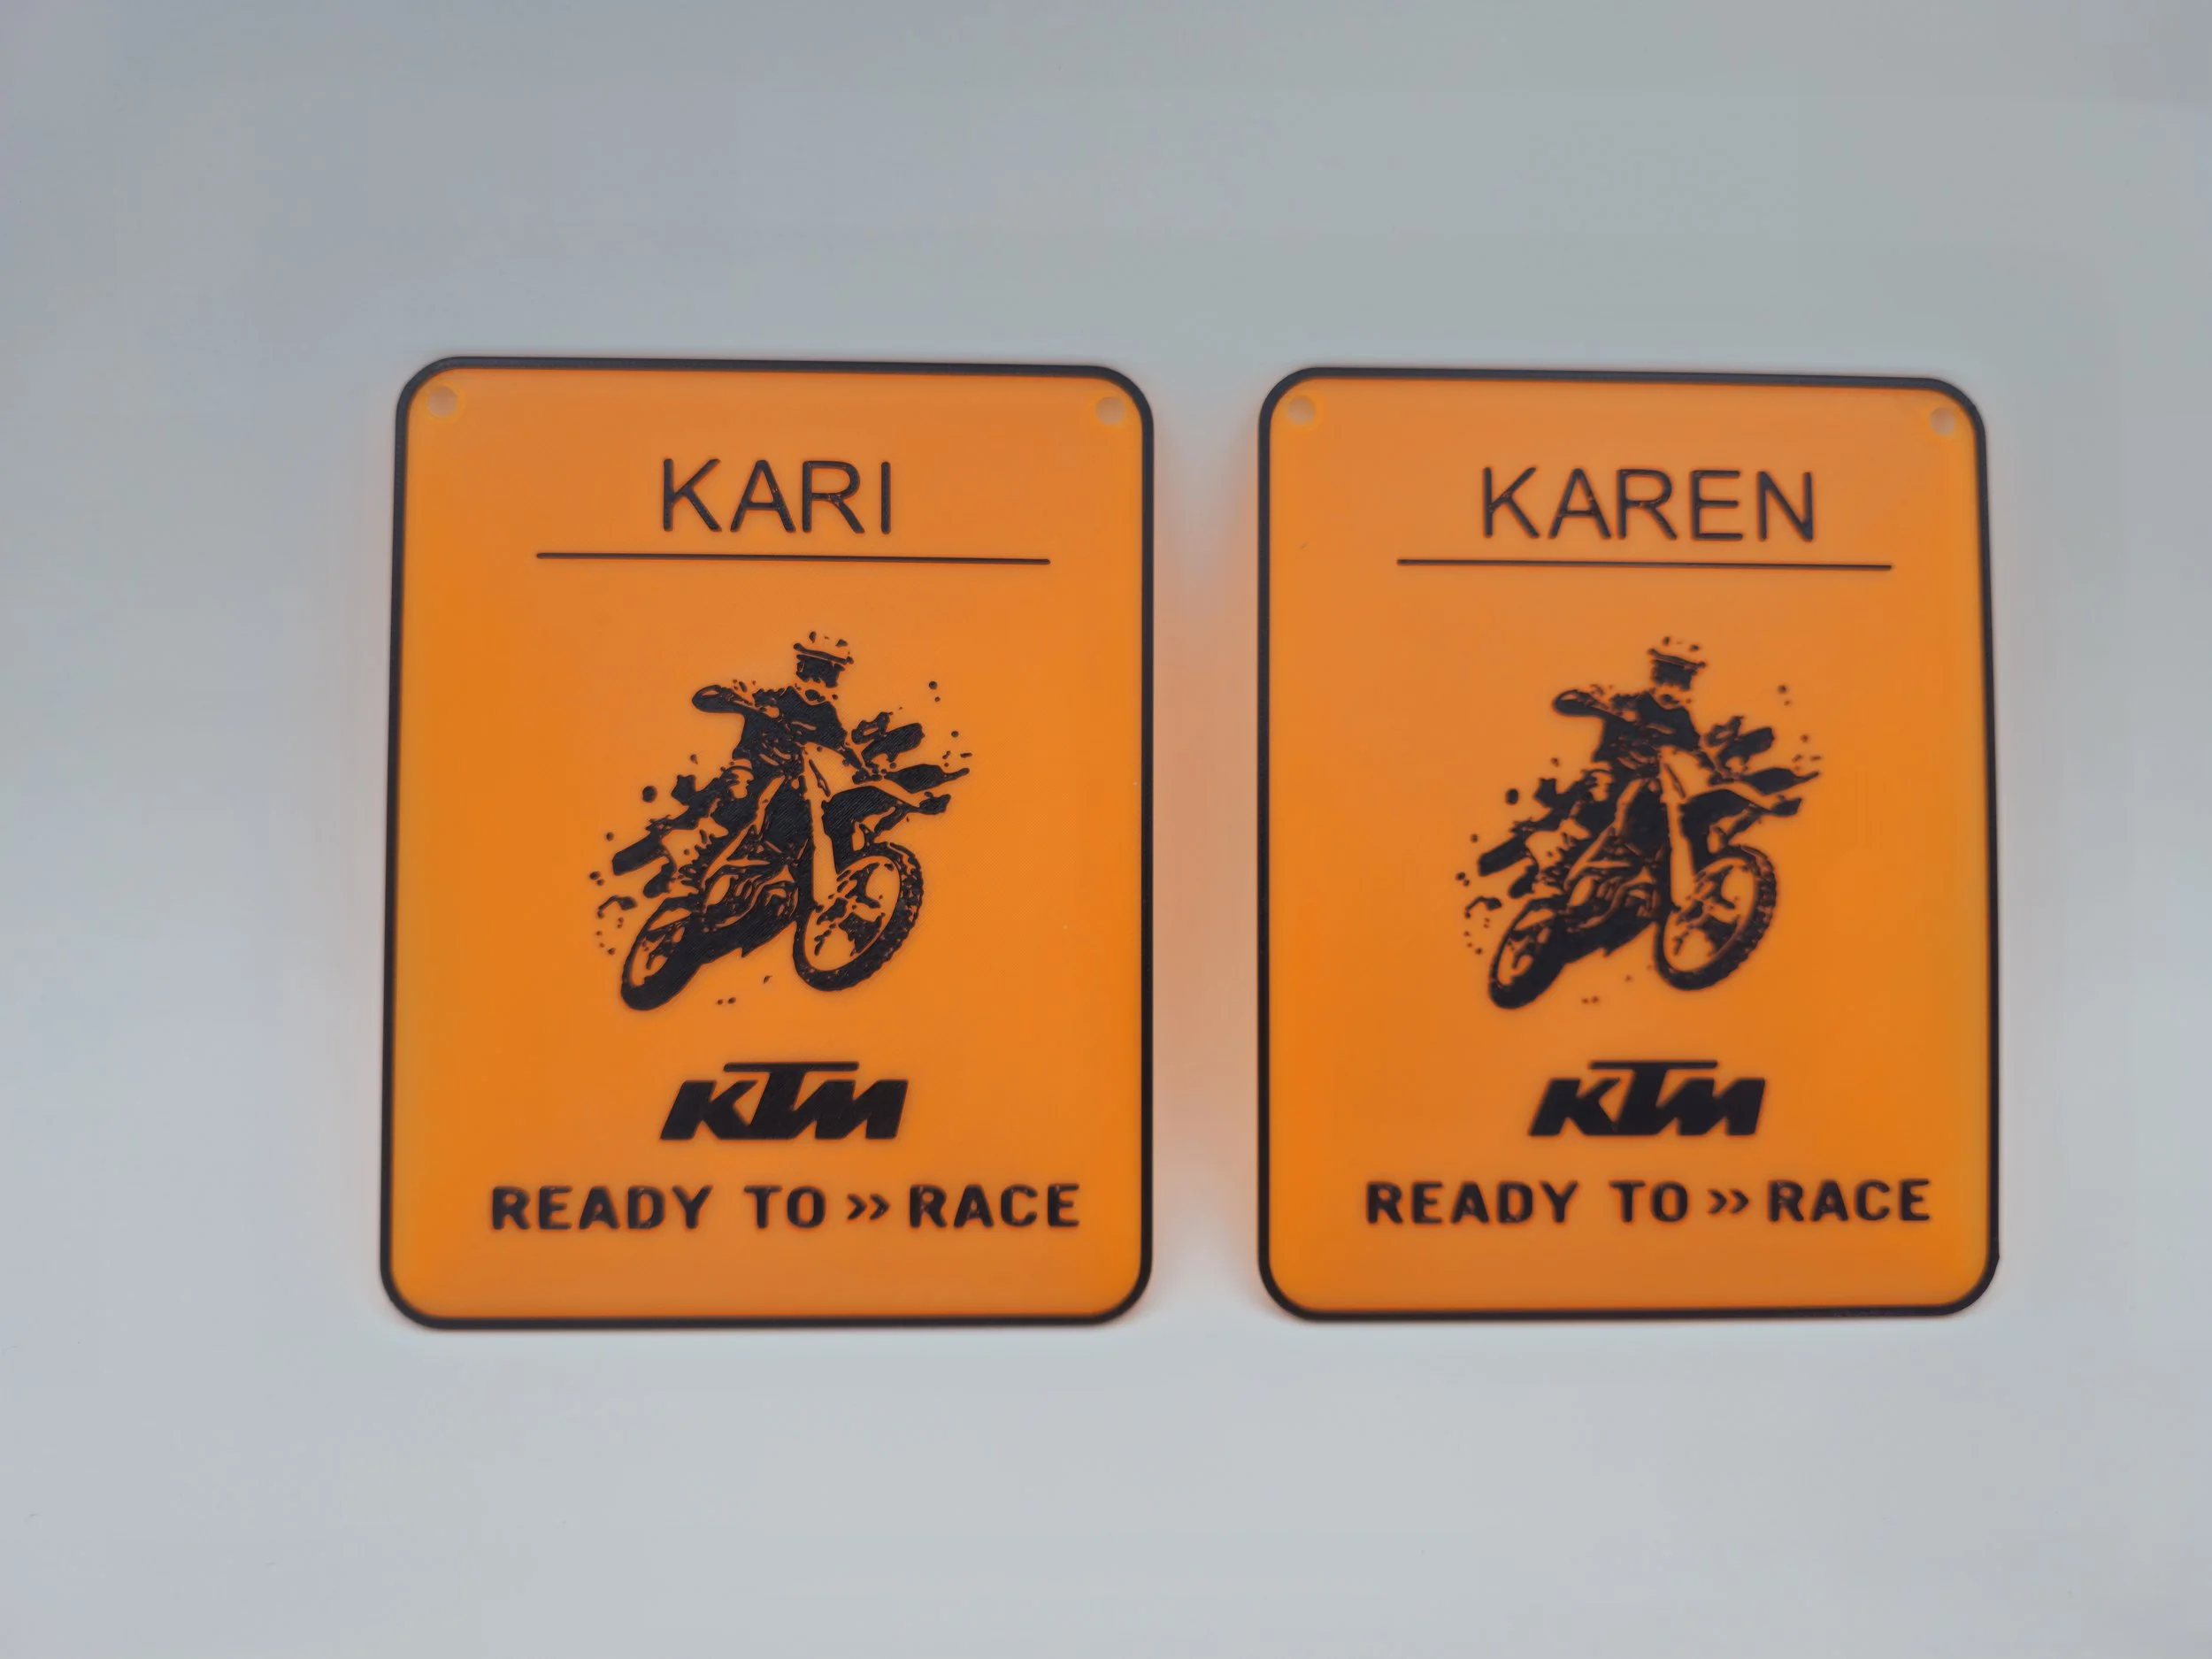 KARI
KTM
READY TO »RACE
KAREN
KTM
READY TO »RACE